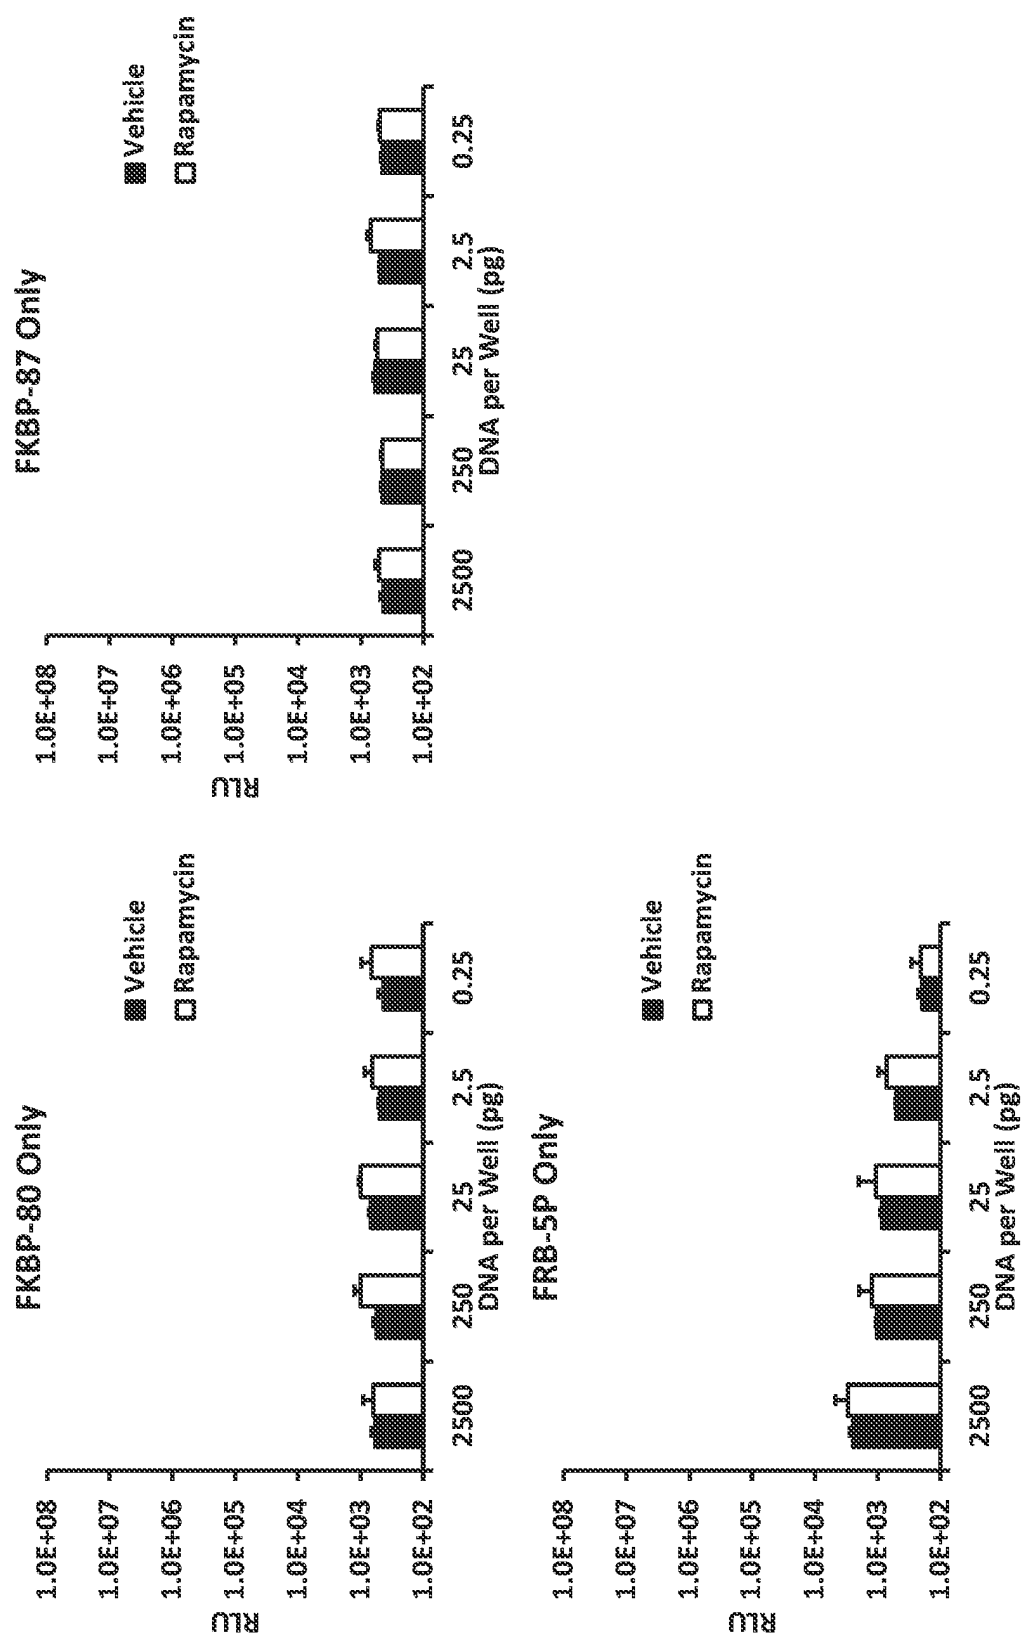 FKBP-80 Only
1.0E+08
1.0E+07
1.0E+06
1.0E+05
1.0E+04
1.0E+03
1.0E+02
RLU
Vehicle
Rapamycin
2500 250 25 2.5 0.25
DNA per Well (pg)
FKBP-87 Only
1.0E+08
1.0E+07
1.0E+06
1.0E+05
1.0E+04
1.0E+03
1.0E+02
RLU
Vehicle
Rapamycin
2500 250 25 2.5 0.25
DNA per Well (pg)
FRB-5P Only
1.0E+08
1.0E+07
1.0E+06
1.0E+05
1.0E+04
1.0E+03
1.0E+02
RLU
Vehicle
Rapamycin
2500 250 25 2.5 0.25
DNA per Well (pg)